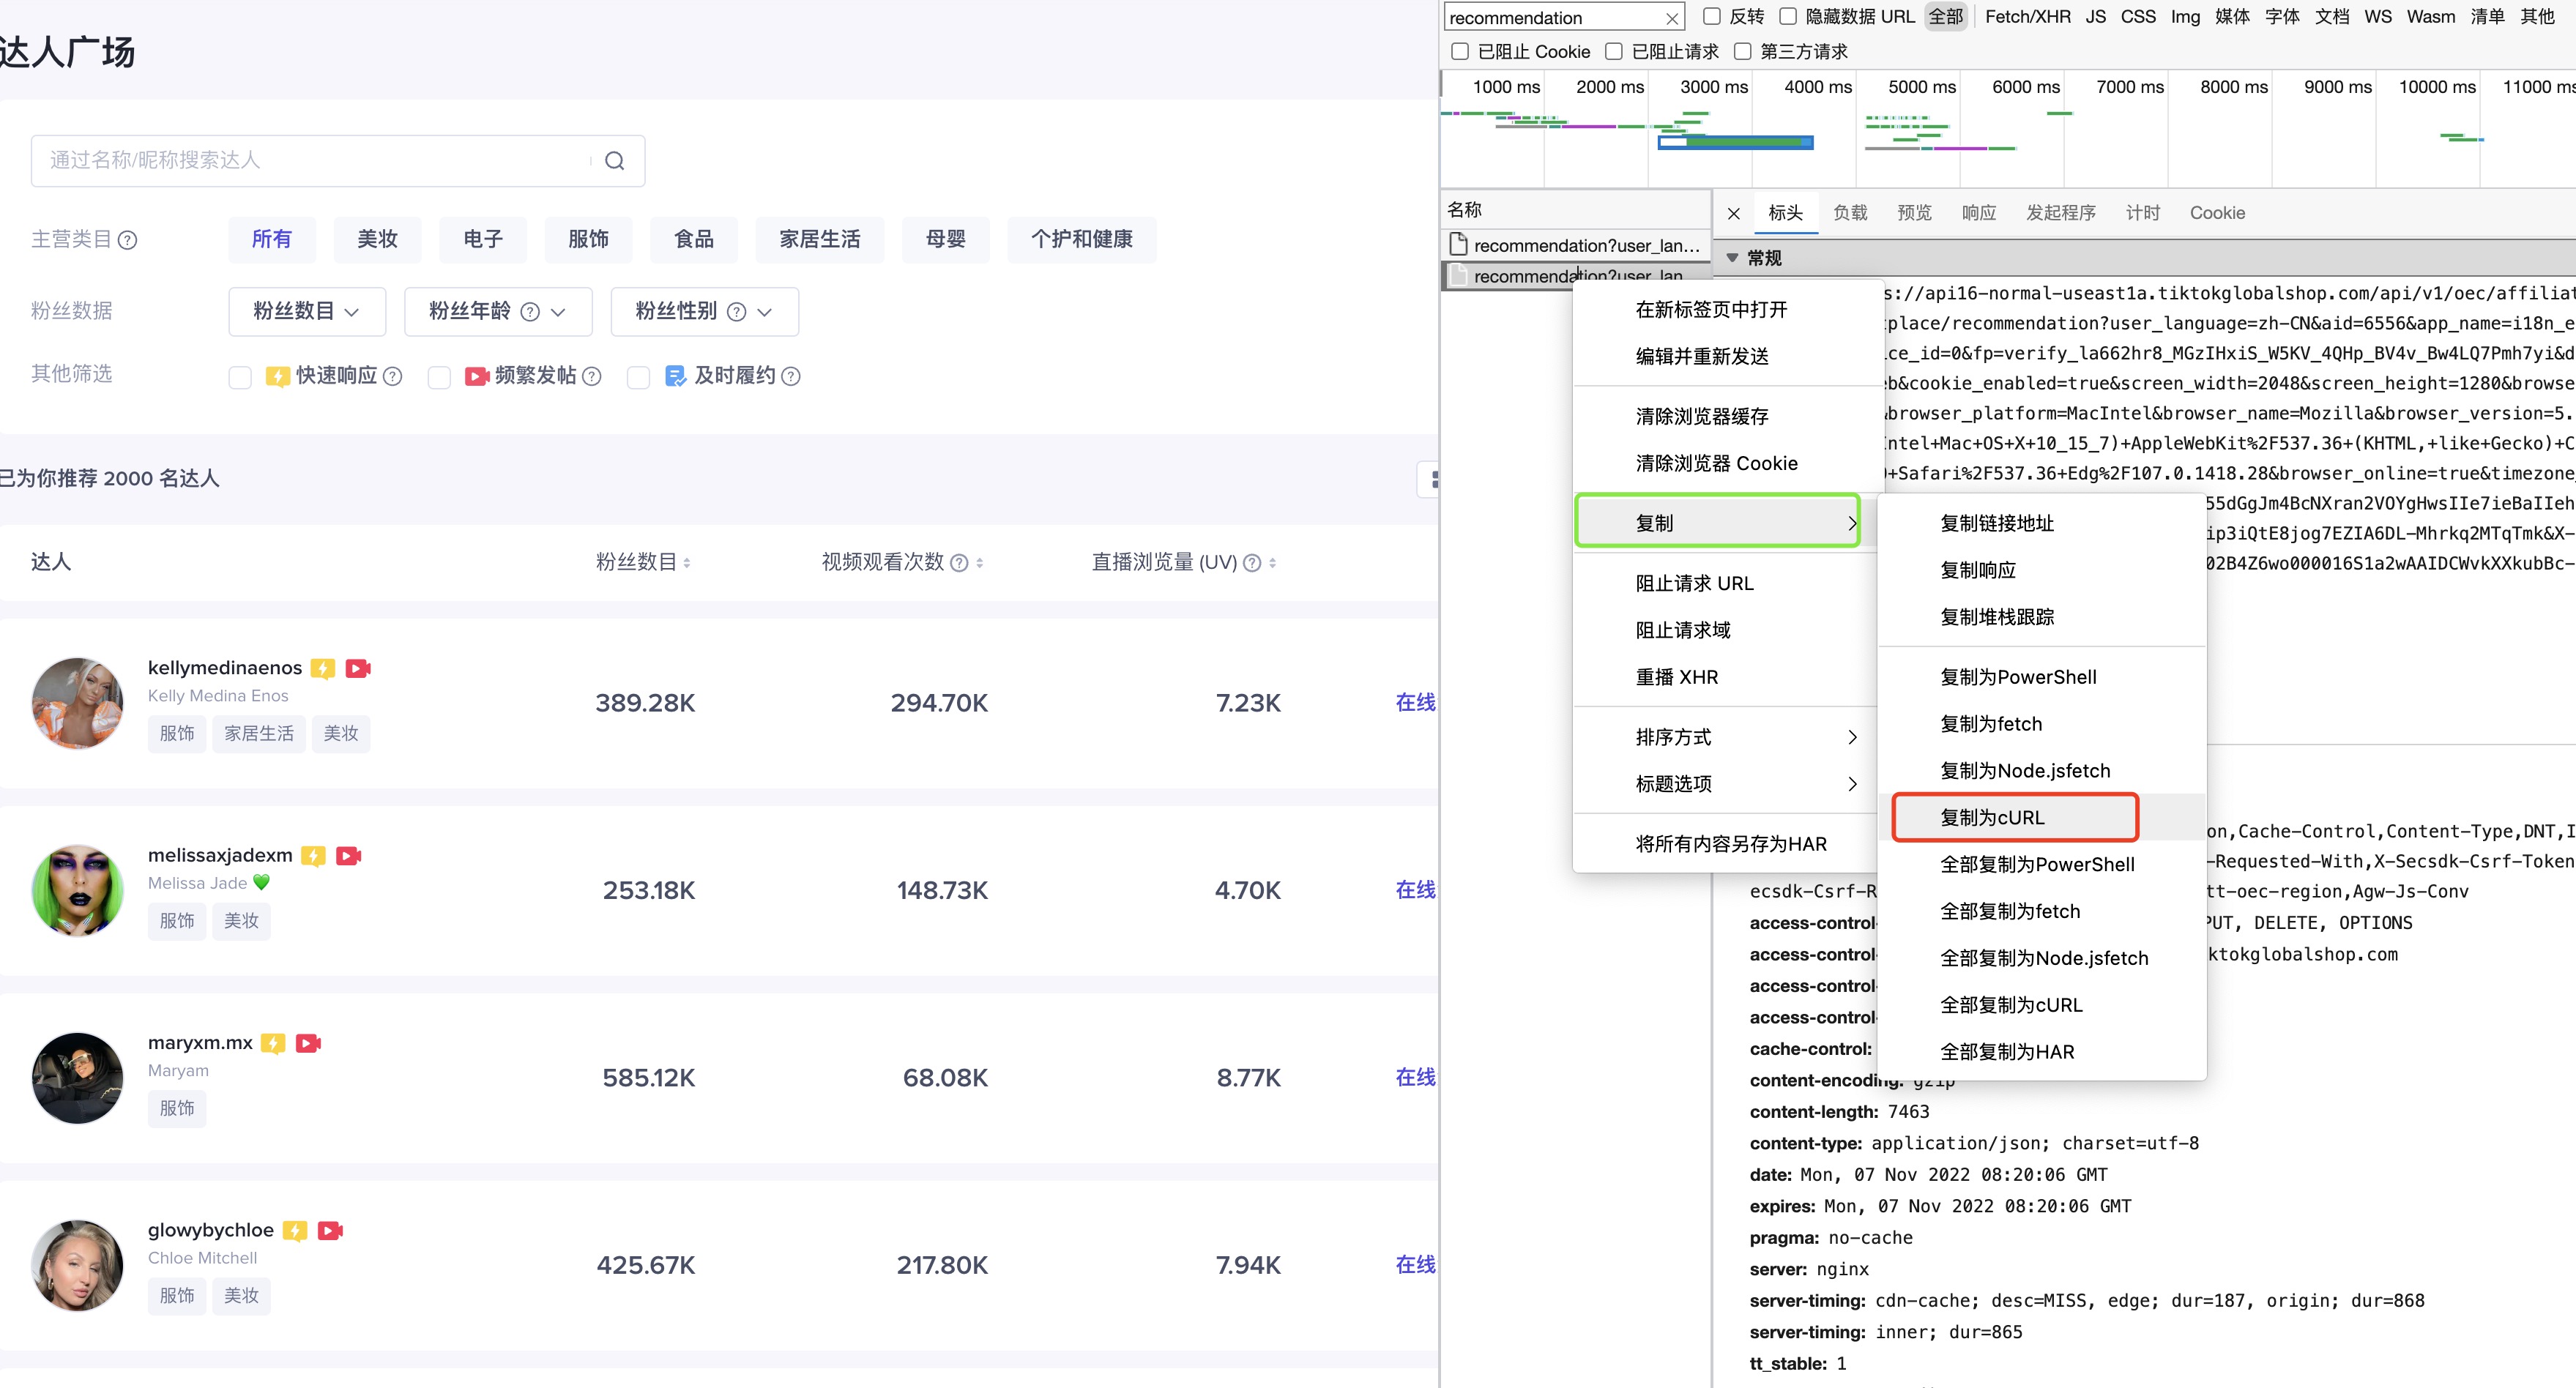 达人广场
通过名称/昵称搜索达人
主营类目
所有 美妆 电子 服饰 食品 家居生活 母婴 个护和健康
粉丝数据
粉丝数目 粉丝年龄 粉丝性别
其他筛选
快速响应 频繁发帖 及时履约
已为你推荐 2000 名达人
达人 粉丝数目 视频观看次数 直播浏览量 (UV)
kellymedinaenos
Kelly Medina Enos
服饰 家居生活 美妆
389.28K 294.70K 7.23K 在线
melissaxjadexm
Melissa Jade 💚
服饰 美妆
253.18K 148.73K 4.70K 在线
maryxm.mx
Maryam
服饰
585.12K 68.08K 8.77K 在线
glowybychloe
Chloe Mitchell
服饰 美妆
425.67K 217.80K 7.94K 在线
recommendation 反转 隐藏数据 URL 全部 Fetch/XHR JS CSS Img 媒体 字体 文档 WS Wasm 清单 其他
已阻止 Cookie 已阻止请求 第三方请求
1000 ms 2000 ms 3000 ms 4000 ms 5000 ms 6000 ms 7000 ms 8000 ms 9000 ms 10000 ms 11000 ms
名称
recommendation?user_lan...
recommendation?user_lan
标头 负载 预览 响应 发起程序 计时 Cookie
常规
s://api16-normal-useast1a.tiktokglobalshop.com/api/v1/oec/affiliat
place/recommendation?user_language=zh-CN&aid=6556&app_name=i18n_e
ce_id=0&fp=verify_la662hr8_MGzIHxiS_W5KV_4QHp_BV4v_Bw4LQ7Pmh7yi&d
b&cookie_enabled=true&screen_width=2048&screen_height=1280&browse
&browser_platform=MacIntel&browser_name=Mozilla&browser_version=5.
Intel+Mac+OS+X+10_15_7)+AppleWebKit%2F537.36+(KHTML,+like+Gecko)+C
+Safari%2F537.36+Edg%2F107.0.1418.28&browser_online=true&timezone
55dGgJm4BcNXran2VOYgHwsIIe7ieBaIIeh
ip3iQtE8jog7EZIA6DL-Mhrkq2MTqTmk&X-
02B4Z6wo000016S1a2wAAIDCWvkXXkubBc-
在新标签页中打开
编辑并重新发送
清除浏览器缓存
清除浏览器 Cookie
复制
阻止请求 URL
阻止请求域
重播 XHR
排序方式
标题选项
将所有内容另存为HAR
复制链接地址
复制响应
复制堆栈跟踪
复制为PowerShell
复制为fetch
复制为Node.jsfetch
复制为cURL
全部复制为PowerShell
全部复制为fetch
全部复制为Node.jsfetch
全部复制为cURL
全部复制为HAR
on,Cache-Control,Content-Type,DNT,I
-Requested-With,X-Secsdk-Csrf-Token
ecsdk-Csrf-R tt-oec-region,Agw-Js-Conv
access-control- PUT, DELETE, OPTIONS
access-control- ktokglobalshop.com
access-control-
access-control-
cache-control:
content-encoding: gzip
content-length: 7463
content-type: application/json; charset=utf-8
date: Mon, 07 Nov 2022 08:20:06 GMT
expires: Mon, 07 Nov 2022 08:20:06 GMT
pragma: no-cache
server: nginx
server-timing: cdn-cache; desc=MISS, edge; dur=187, origin; dur=868
server-timing: inner; dur=865
tt_stable: 1